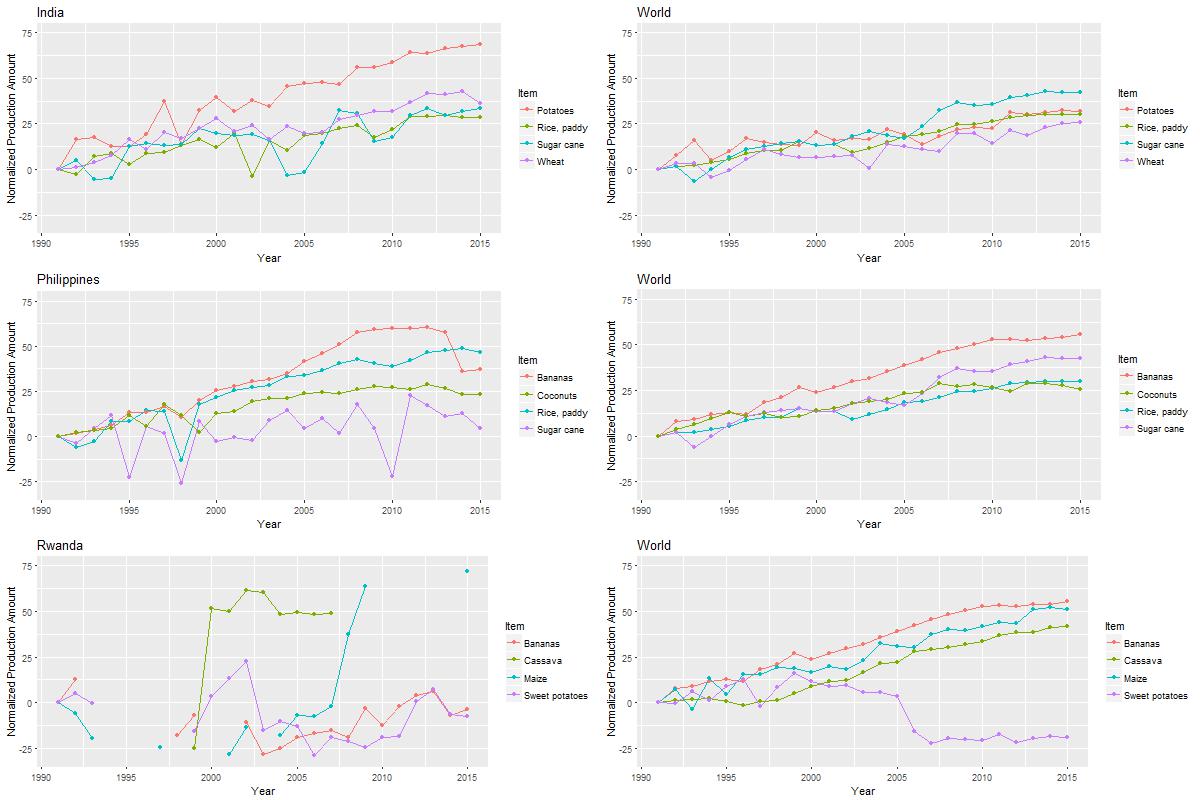 India
Normalized Production Amount
75
50
25
0
-25
1990
1995
2000
2005
2010
2015
Year
Item
Potatoes
Rice, paddy
Sugar cane
Wheat
World
Normalized Production Amount
75
50
25
0
-25
1990
1995
2000
2005
2010
2015
Year
Item
Potatoes
Rice, paddy
Sugar cane
Wheat
Philippines
Normalized Production Amount
75
50
25
0
-25
1990
1995
2000
2005
2010
2015
Year
Item
Bananas
Coconuts
Rice, paddy
Sugar cane
World
Normalized Production Amount
75
50
25
0
-25
1990
1995
2000
2005
2010
2015
Year
Item
Bananas
Coconuts
Rice, paddy
Sugar cane
Rwanda
Normalized Production Amount
75
50
25
0
-25
1990
1995
2000
2005
2010
2015
Year
Item
Bananas
Cassava
Maize
Sweet potatoes
World
Normalized Production Amount
75
50
25
0
-25
1990
1995
2000
2005
2010
2015
Year
Item
Bananas
Cassava
Maize
Sweet potatoes